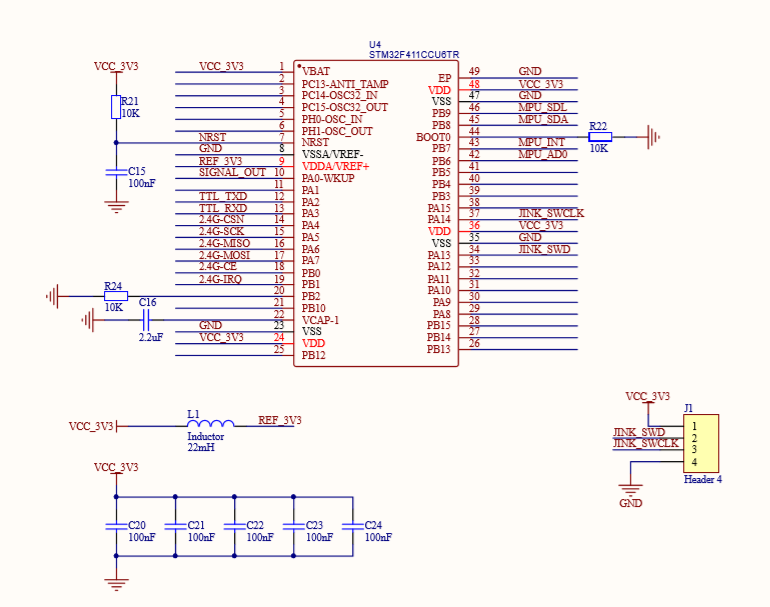 U4
STM32F411CCU6TR
VCC_3V3
R21
10K
C15
100nF
VCC_3V3 1 VBAT
2 PC13-ANTI_TAMP
3 PC14-OSC32_IN
4 PC15-OSC32_OUT
5 PH0-OSC_IN
6 PH1-OSC_OUT
NRST 7 NRST
GND 8 VSSA/VREF-
REF_3V3 9 VDDA/VREF+
SIGNAL_OUT 10 PA0-WKUP
11 PA1
TTL_TXD 12 PA2
TTL_RXD 13 PA3
2.4G-CSN 14 PA4
2.4G-SCK 15 PA5
2.4G-MISO 16 PA6
2.4G-MOSI 17 PA7
2.4G-CE 18 PB0
2.4G-IRQ 19 PB1
20 PB2
21 PB10
22 VCAP-1
GND 23 VSS
VCC_3V3 24 VDD
25 PB12
EP 49 GND
VDD 48 VCC_3V3
VSS 47 GND
PB9 46 MPU_SDL
PB8 45 MPU_SDA
BOOT0 44
PB7 43 MPU_INT
PB6 42 MPU_AD0
PB5 41
PB4 40
PB3 39
PA15 38
PA14 37 JINK_SWCLK
VDD 36 VCC_3V3
VSS 35 GND
PA13 34 JINK_SWD
PA12 33
PA11 32
PA10 31
PA9 30
PA8 29
PB15 28
PB14 27
PB13 26
R22
10K
R24
10K
C16
2.2uF
VCC_3V3
L1
Inductor
22mH
REF_3V3
VCC_3V3
C20
100nF
C21
100nF
C22
100nF
C23
100nF
C24
100nF
VCC_3V3
J1
1
JINK_SWD 2
JINK_SWCLK 3
4
Header 4
GND